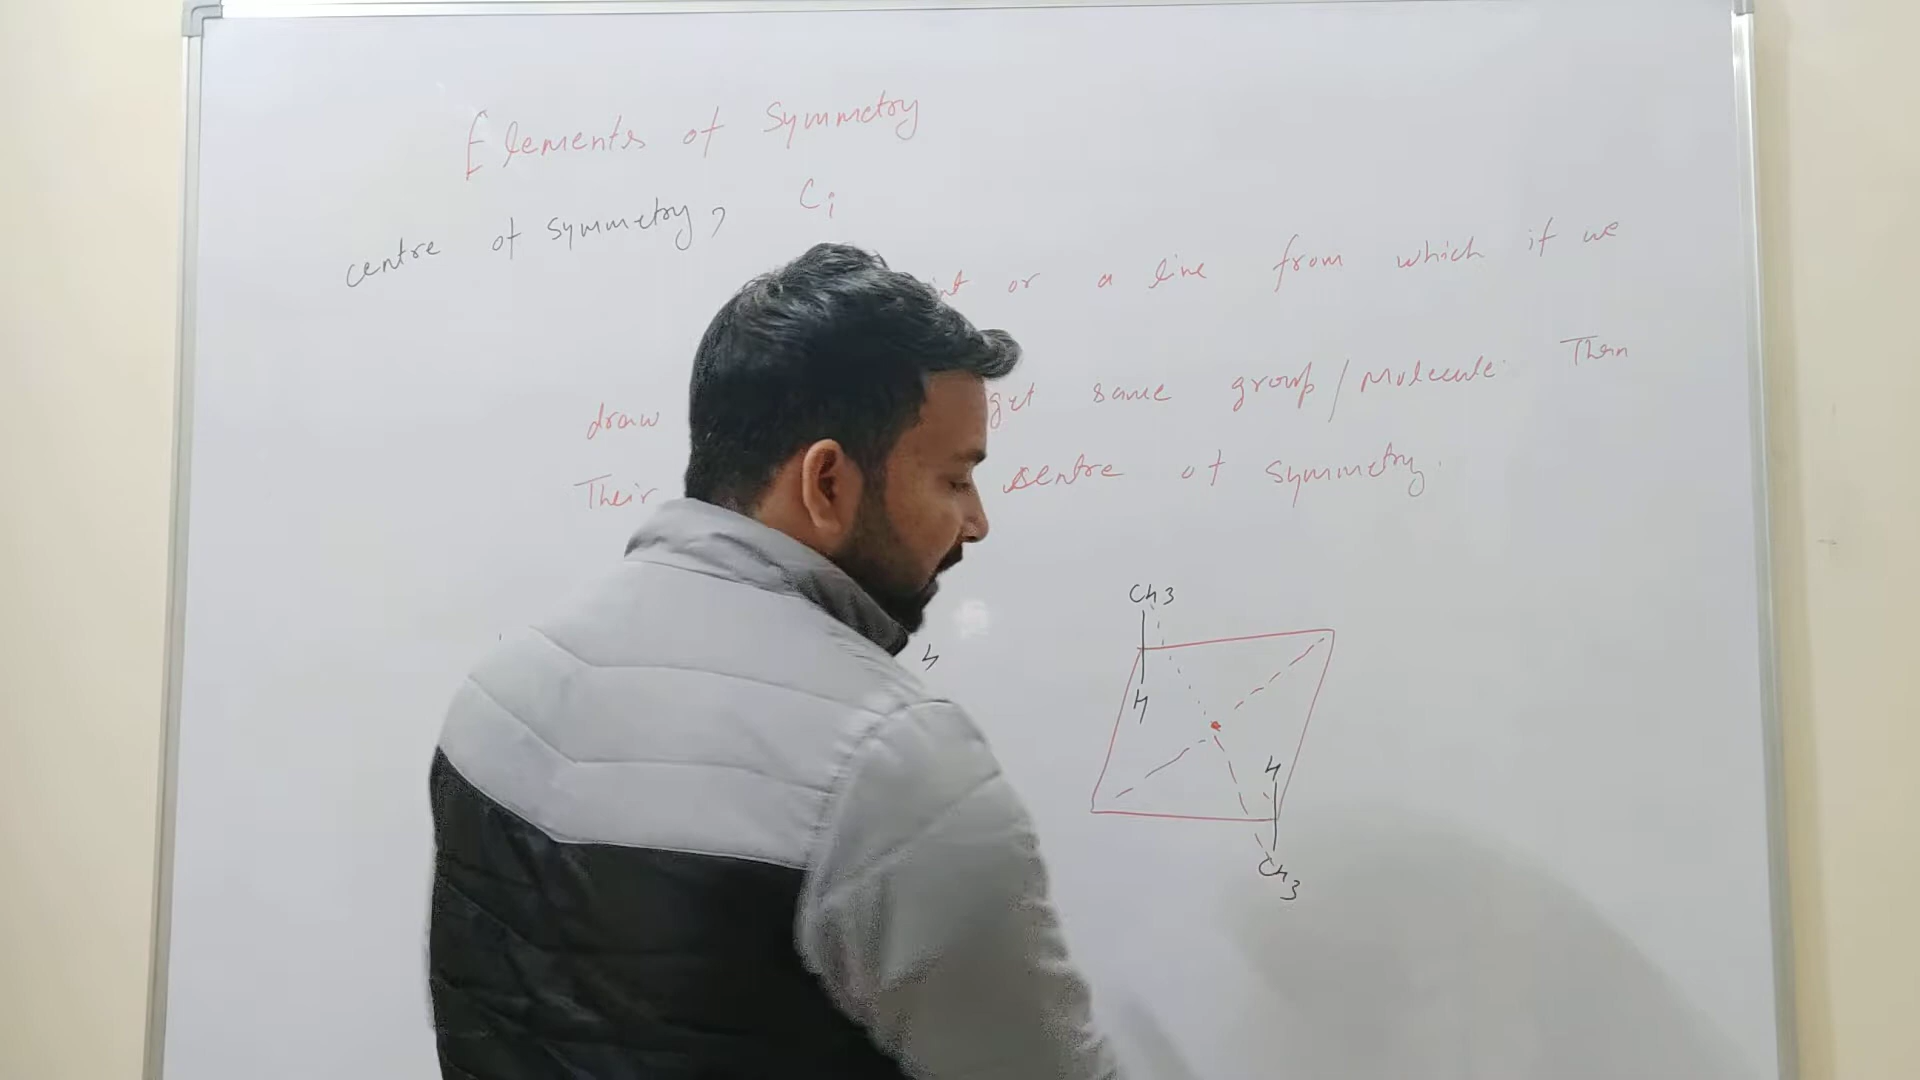 Elements of Symmetry
centre of symmetry, Ci
or a line from which if we
draw get same group/Molecule. Then
Their centre of symmetry.
CH3
H
H
H
CH3